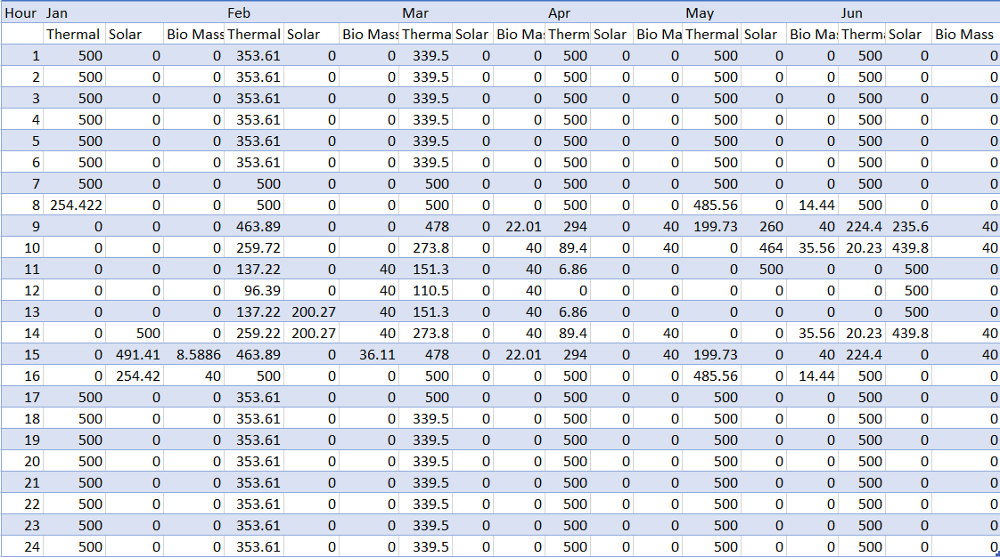 Hour Jan Feb Mar Apr May Jun
Thermal Solar Bio Mass Thermal Solar Bio Mass Therma Solar Bio Ma Therm Solar Bio Ma Thermal Solar Bio Ma Therma Solar Bio Mass
1 500 0 0 353.61 0 0 339.5 0 0 500 0 0 500 0 0 500 0 0
2 500 0 0 353.61 0 0 339.5 0 0 500 0 0 500 0 0 500 0 0
3 500 0 0 353.61 0 0 339.5 0 0 500 0 0 500 0 0 500 0 0
4 500 0 0 353.61 0 0 339.5 0 0 500 0 0 500 0 0 500 0 0
5 500 0 0 353.61 0 0 339.5 0 0 500 0 0 500 0 0 500 0 0
6 500 0 0 353.61 0 0 339.5 0 0 500 0 0 500 0 0 500 0 0
7 500 0 0 500 0 0 500 0 0 500 0 0 500 0 0 500 0 0
8 254.422 0 0 500 0 0 500 0 0 500 0 0 485.56 0 14.44 500 0 0
9 0 0 0 463.89 0 0 478 0 22.01 294 0 40 199.73 260 40 224.4 235.6 40
10 0 0 0 259.72 0 0 273.8 0 40 89.4 0 40 0 464 35.56 20.23 439.8 40
11 0 0 0 137.22 0 40 151.3 0 40 6.86 0 0 0 500 0 0 500 0
12 0 0 0 96.39 0 40 110.5 0 40 0 0 0 0 0 0 0 500 0
13 0 0 0 137.22 200.27 40 151.3 0 40 6.86 0 0 0 0 0 0 500 0
14 0 500 0 259.22 200.27 40 273.8 0 40 89.4 0 40 0 0 35.56 20.23 439.8 40
15 0 491.41 8.5886 463.89 0 36.11 478 0 22.01 294 0 40 199.73 0 40 224.4 0 40
16 0 254.42 40 500 0 0 500 0 0 500 0 0 485.56 0 14.44 500 0 0
17 500 0 0 353.61 0 0 500 0 0 500 0 0 500 0 0 500 0 0
18 500 0 0 353.61 0 0 339.5 0 0 500 0 0 500 0 0 500 0 0
19 500 0 0 353.61 0 0 339.5 0 0 500 0 0 500 0 0 500 0 0
20 500 0 0 353.61 0 0 339.5 0 0 500 0 0 500 0 0 500 0 0
21 500 0 0 353.61 0 0 339.5 0 0 500 0 0 500 0 0 500 0 0
22 500 0 0 353.61 0 0 339.5 0 0 500 0 0 500 0 0 500 0 0
23 500 0 0 353.61 0 0 339.5 0 0 500 0 0 500 0 0 500 0 0
24 500 0 0 353.61 0 0 339.5 0 0 500 0 0 500 0 0 500 0 0